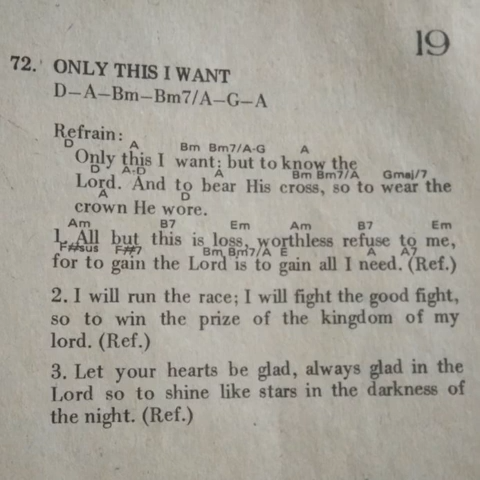 19
72. ONLY THIS I WANT
D–A–Bm–Bm7/A–G–A
Refrain:
D A Bm Bm7/A-G A
Only this I want: but to know the
D A-D A Bm Bm7/A Gmaj/7
Lord. And to bear His cross, so to wear the
A D
crown He wore.
Am B7 Em Am B7 Em
1. All but this is loss, worthless refuse to me,
F#sus F#7 Bm Bm7/A E A A7
for to gain the Lord is to gain all I need. (Ref.)
2. I will run the race; I will fight the good fight,
so to win the prize of the kingdom of my
lord. (Ref.)
3. Let your hearts be glad, always glad in the
Lord so to shine like stars in the darkness of
the night. (Ref.)